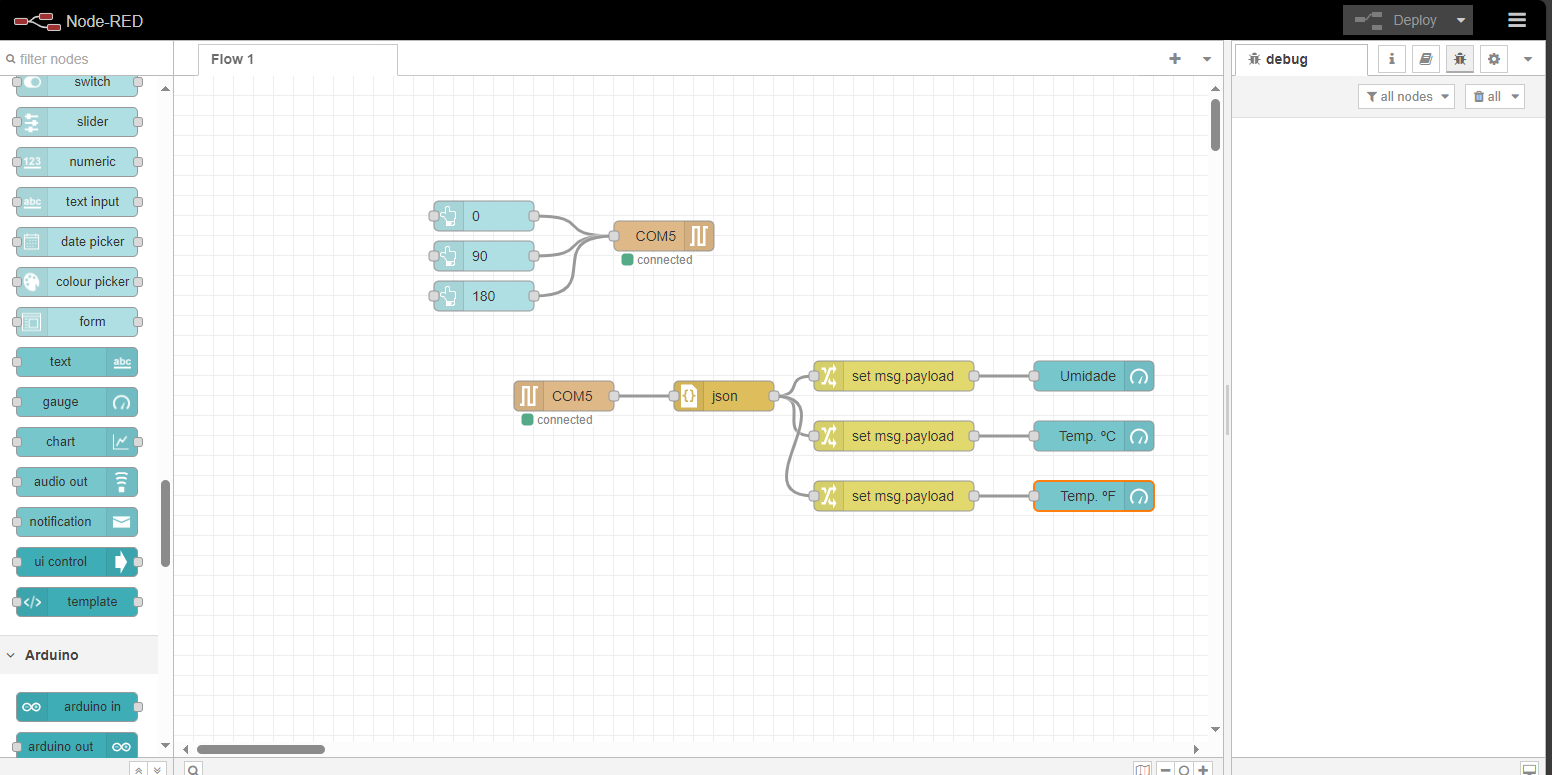 Node-RED
Deploy
filter nodes
Flow 1
debug
i
all nodes
all
switch
slider
123 numeric
abc text input
date picker
colour picker
form
text abc
gauge
chart
audio out
notification
ui control
</> template
Arduino
arduino in
arduino out
0
90
180
COM5
connected
COM5
connected
{} json
set msg.payload
Umidade
set msg.payload
Temp. ºC
set msg.payload
Temp. ºF